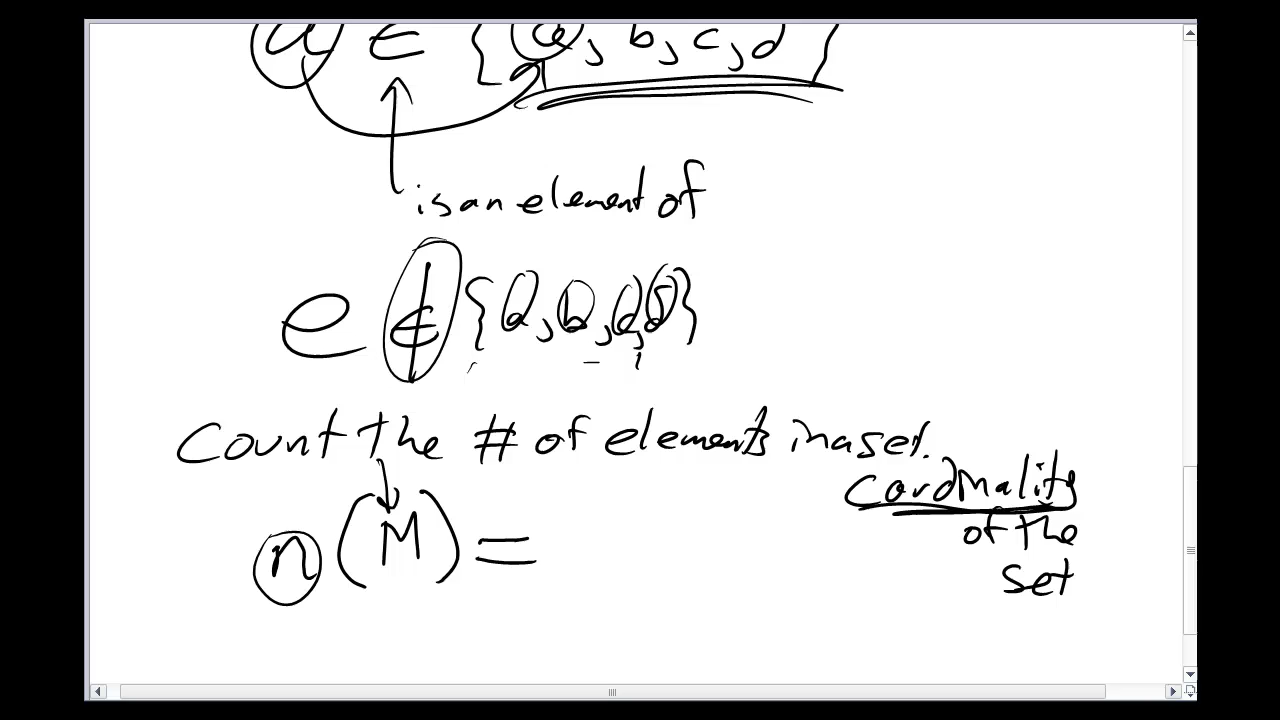 a ∈ {a, b, c, d}
is an element of
e ∉ {a, b, c, d}
Count the # of elements in a set.
Cardinality
of the
set
n(M) =